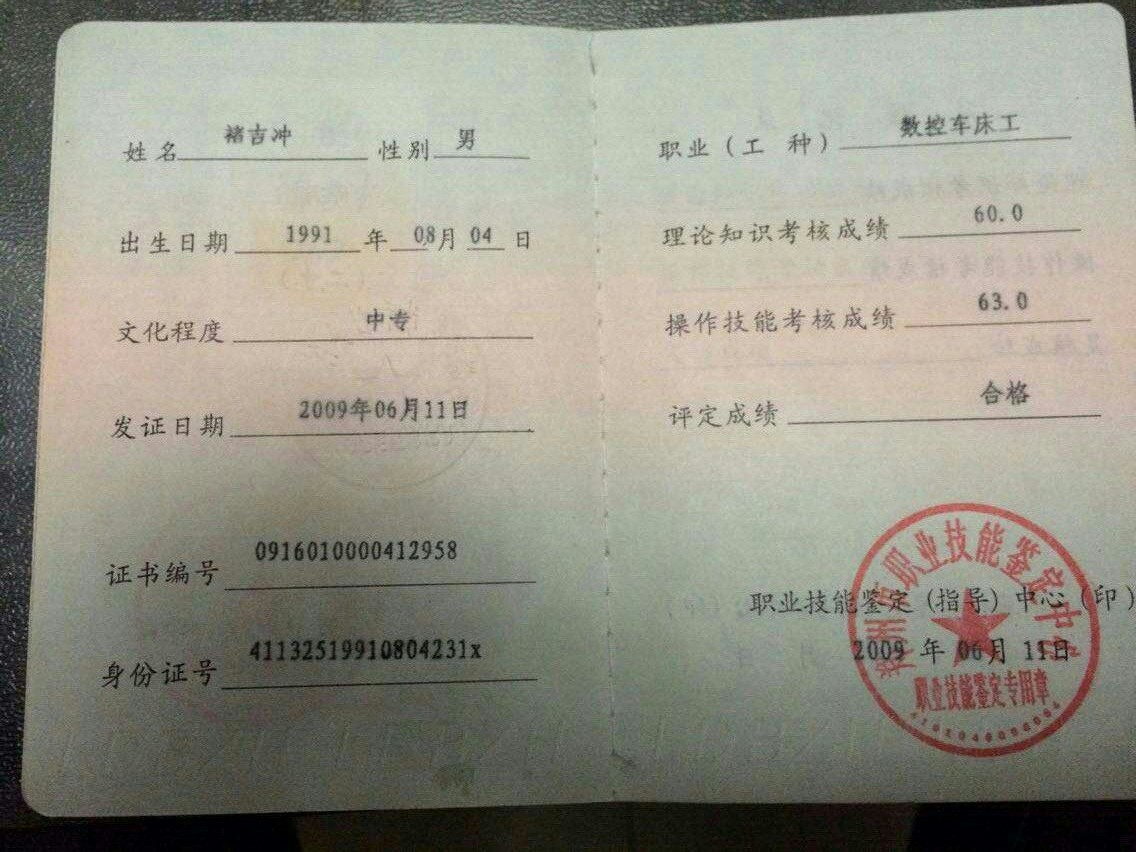 姓名 褚吉冲 性别 男
出生日期 1991 年 08月 04 日
文化程度 中专
发证日期 2009年06月11日
证书编号 0916010000412958
身份证号 41132519910804231x
职业（工 种） 数控车床工
理论知识考核成绩 60.0
操作技能考核成绩 63.0
评定成绩 合格
职业技能鉴定（指导）中心（印）
2009 年 06月 11日
州市职业技能鉴定中心
职业技能鉴定专用章